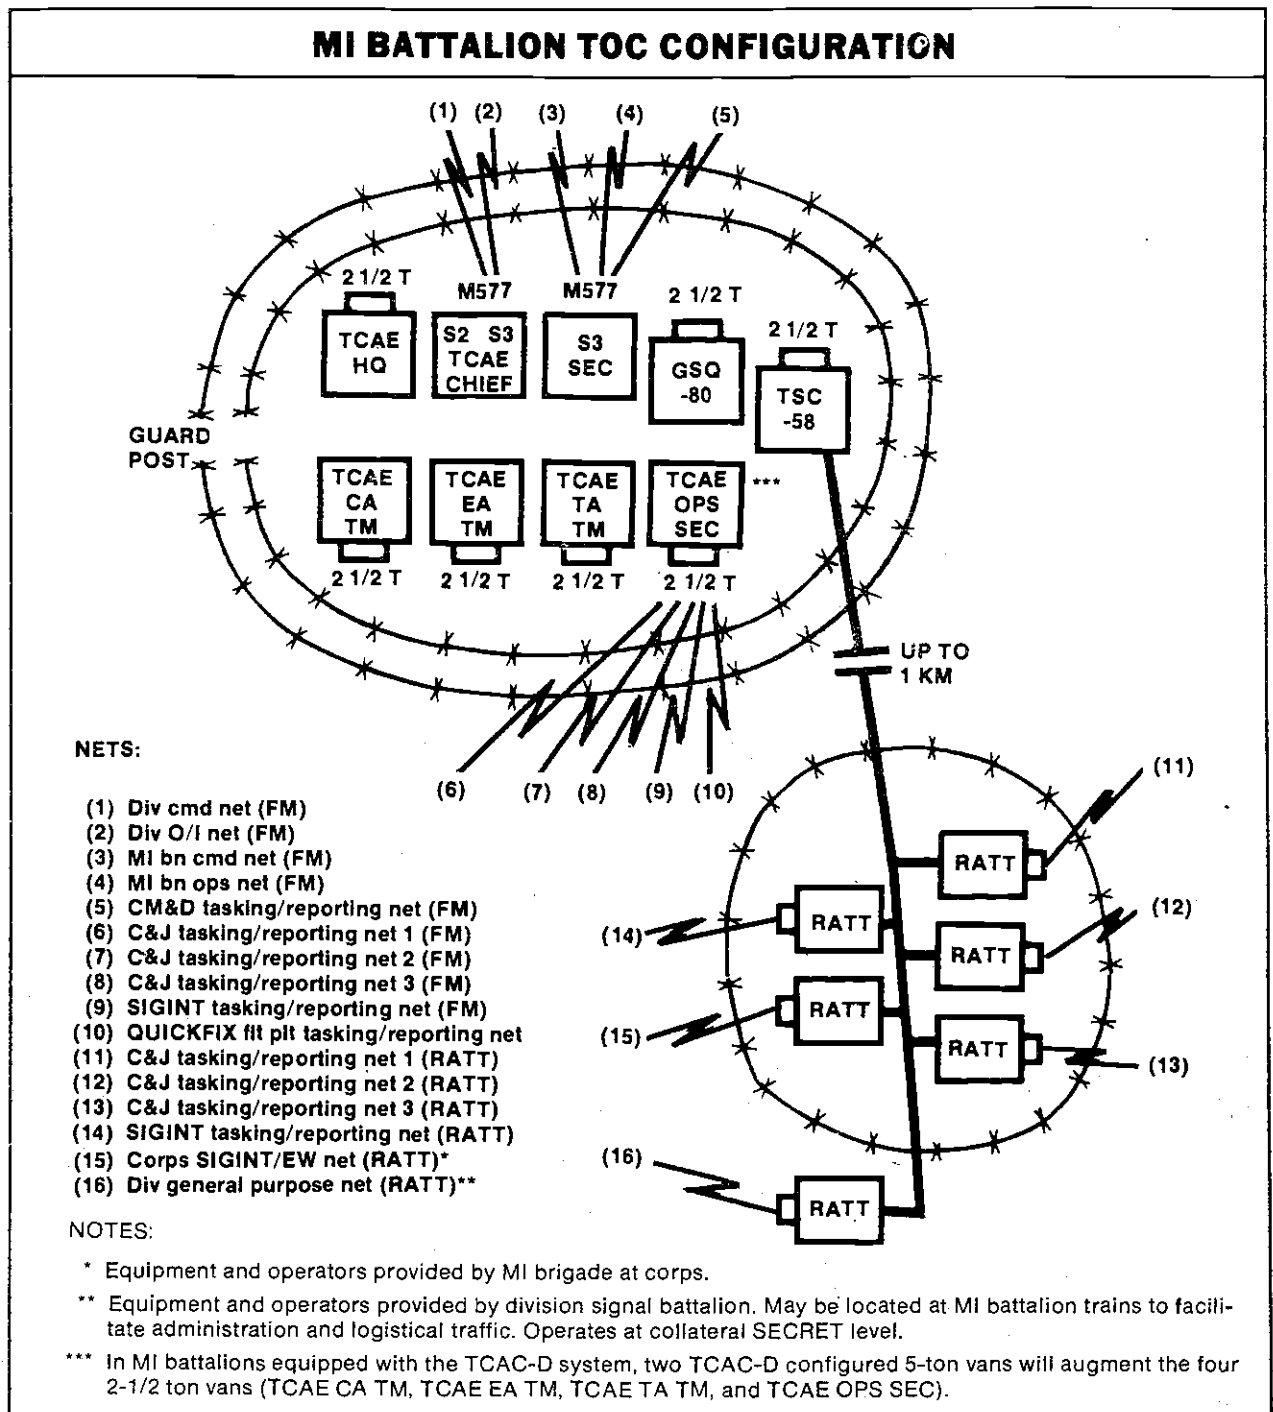 MI BATTALION TOC CONFIGURATION
(1) (2) (3) (4) (5)
2 1/2 T
M577
M577
2 1/2 T
2 1/2 T
TCAE
HQ
S2 S3
TCAE
CHIEF
S3
SEC
GSQ
-80
TSC
-58
GUARD
POST
TCAE
CA
TM
TCAE
EA
TM
TCAE
TA
TM
TCAE
OPS
SEC
***
2 1/2 T
2 1/2 T
2 1/2 T
2 1/2 T
UP TO
1 KM
(6) (7) (8) (9) (10)
(11)
RATT
(12)
RATT
(13)
RATT
(14)
RATT
(15)
RATT
(16)
RATT
NETS:
(1) Div cmd net (FM)
(2) Div O/I net (FM)
(3) MI bn cmd net (FM)
(4) MI bn ops net (FM)
(5) CM&D tasking/reporting net (FM)
(6) C&J tasking/reporting net 1 (FM)
(7) C&J tasking/reporting net 2 (FM)
(8) C&J tasking/reporting net 3 (FM)
(9) SIGINT tasking/reporting net (FM)
(10) QUICKFIX flt plt tasking/reporting net
(11) C&J tasking/reporting net 1 (RATT)
(12) C&J tasking/reporting net 2 (RATT)
(13) C&J tasking/reporting net 3 (RATT)
(14) SIGINT tasking/reporting net (RATT)
(15) Corps SIGINT/EW net (RATT)*
(16) Div general purpose net (RATT)**
NOTES:
* Equipment and operators provided by MI brigade at corps.
** Equipment and operators provided by division signal battalion. May be located at MI battalion trains to facili-
tate administration and logistical traffic. Operates at collateral SECRET level.
*** In MI battalions equipped with the TCAC-D system, two TCAC-D configured 5-ton vans will augment the four
2-1/2 ton vans (TCAE CA TM, TCAE EA TM, TCAE TA TM, and TCAE OPS SEC).